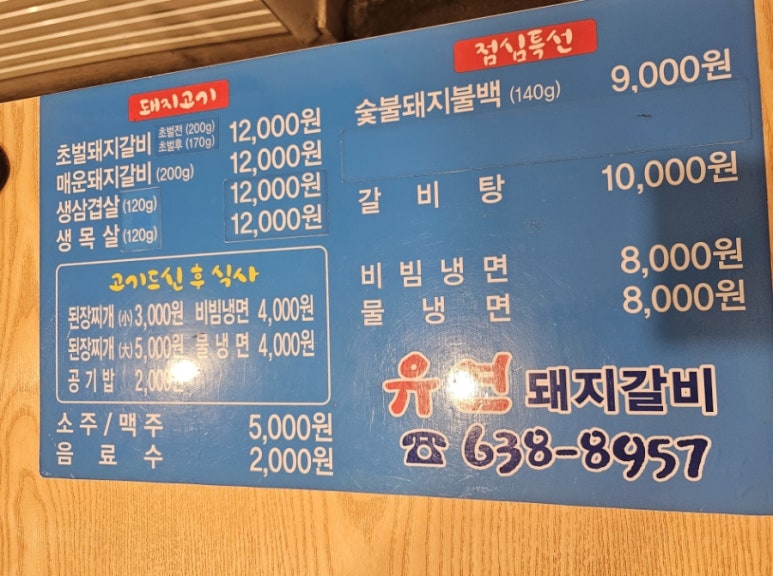 돼지고기
초벌돼지갈비 초벌전 (200g) 초벌후 (170g) 12,000원
매운돼지갈비 (200g) 12,000원
생삼겹살 (120g) 12,000원
생 목 살 (120g) 12,000원
고기드신 후 식사
된장찌개 (小) 3,000원 비빔냉면 4,000원
된장찌개 (大) 5,000원 물 냉 면 4,000원
공 기 밥 2,000원
소 주 / 맥 주 5,000원
음 료 수 2,000원
점심특선
숯불돼지불백 (140g) 9,000원
갈 비 탕 10,000원
비 빔 냉 면 8,000원
물 냉 면 8,000원
유연 돼지갈비
☎ 638-8957